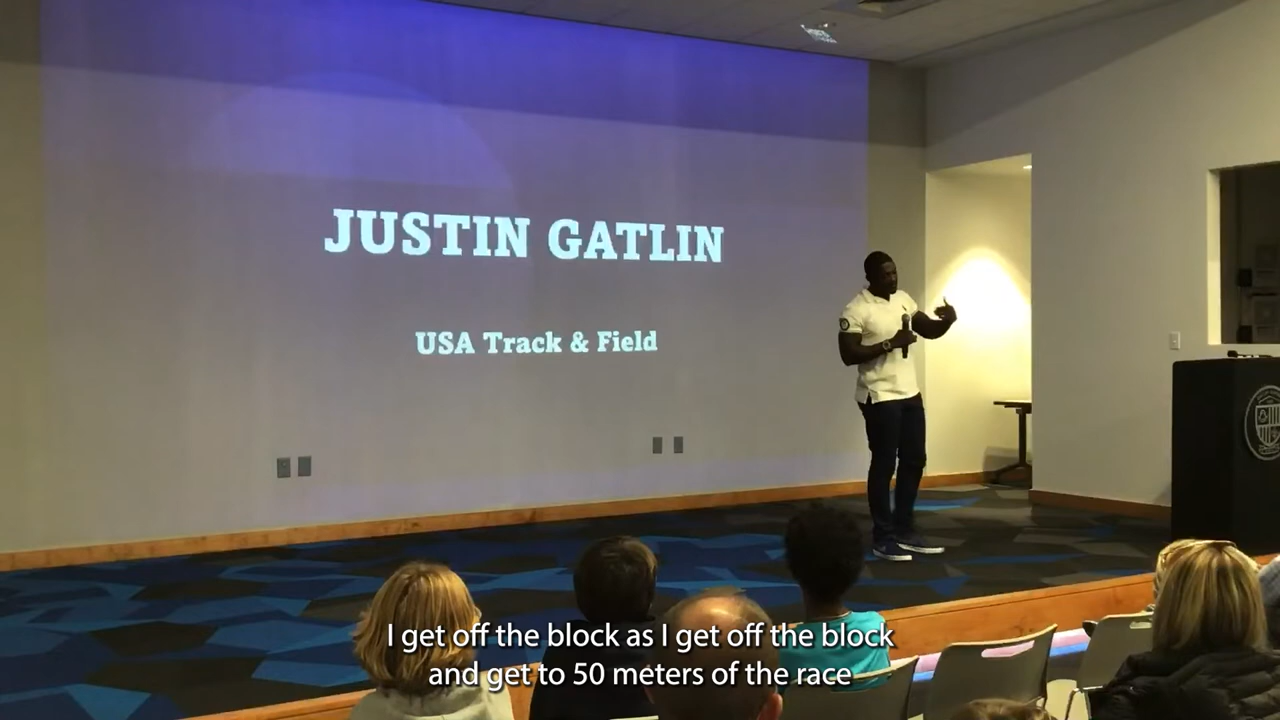 JUSTIN GATLIN
USA Track & Field
I get off the block as I get off the block
and get to 50 meters of the race